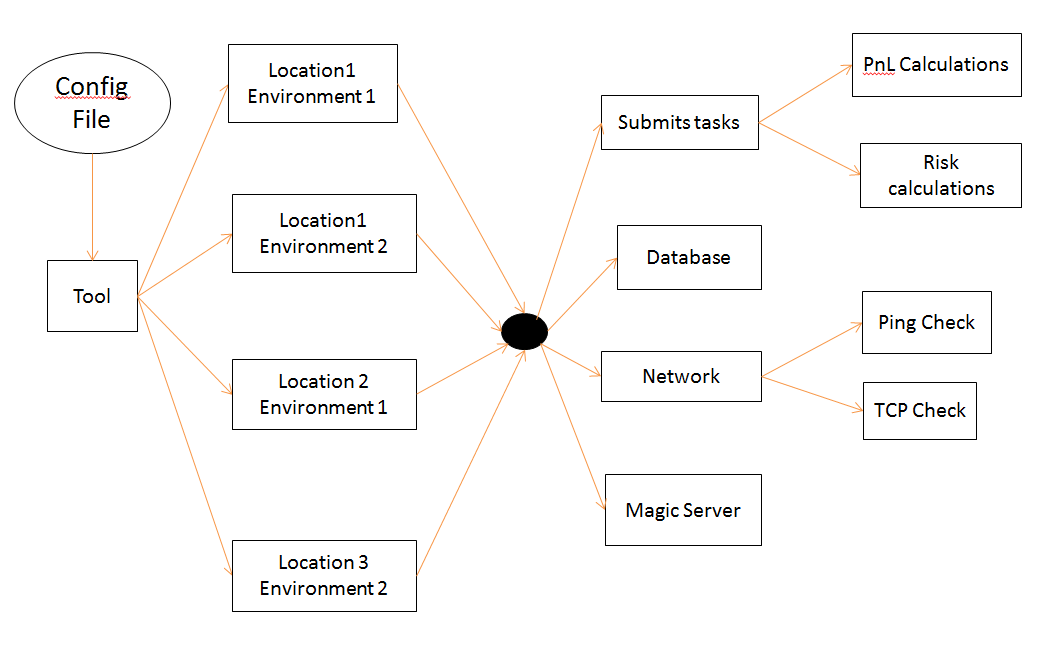 Config
File
Tool
Location1
Environment 1
Location1
Environment 2
Location 2
Environment 1
Location 3
Environment 2
Submits tasks
Database
Network
Magic Server
PnL Calculations
Risk
calculations
Ping Check
TCP Check